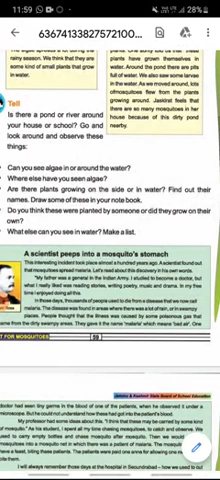 11:59
28%
63674133827572100...
rainy season. We think that they are
some kind of small plants that grow
in water.
plants have grown themselves in
water. Around the pond there are pits
full of water. We also saw some larvae
in the water. As we moved around, lots
of mosquitoes flew from the plants
growing around. Jaskirat feels that
there are so many mosquitoes in her
house because of this dirty pond
nearby.
Tell
Is there a pond or river around
your house or school? Go and
look around and observe these
things:
Can you see algae in or around the water?
Where else have you seen algae?
Are there plants growing on the side or in water? Find out their
names. Draw some of these in your note book.
Do you think these were planted by someone or did they grow on their
own?
What else can you see in water? Make a list.
A scientist peeps into a mosquito's stomach
This interesting incident took place almost a hundred years ago. A scientist found out
that mosquitoes spread malaria. Let's read about this discovery in his own words.
"My father was a general in the Indian Army. I studied to become a doctor, but
what I really liked was reading stories, writing poetry, music and drama. In my free
time I enjoyed doing all this.
In those days, thousands of people used to die from a disease that we now call
malaria. The disease was found in areas where there was a lot of rain, or in swampy
places. People thought that the illness was caused by some poisonous gas that
came from the dirty swampy areas. They gave it the name 'malaria' which means 'bad air'. One
T FOR MOSQUITOES
59
Jammu & Kashmir State Board of School Education
doctor had seen tiny germs in the blood of one of the patients, when he observed it under a
microscope. But he could not understand how these had got into the patient's blood.
My professor had some ideas about this. "I think that these may be carried by some kind
of mosquito." As his student, I spent all my time chasing mosquitoes, to catch and observe. We
used to carry empty bottles and chase mosquito after mosquito. Then we would
mosquitoes into a mosquito net in which there was a patient of malaria. The mosquito
have a feast, biting these patients. The patients were paid one anna for allowing one
bite them.
I will always remember those days at the hospital in Secundrabad – how we used to cut